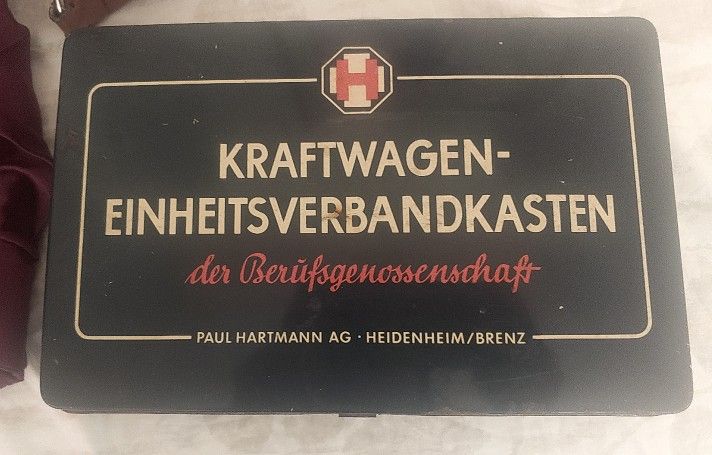 H
KRAFTWAGEN-
EINHEITSVERBANDKASTEN
der Berufsgenossenschaft
PAUL HARTMANN AG · HEIDENHEIM/BRENZ